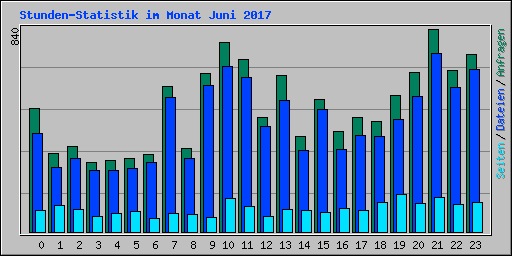 Stunden-Statistik im Monat Juni 2017
840
Seiten / Dateien / Anfragen
0 1 2 3 4 5 6 7 8 9 10 11 12 13 14 15 16 17 18 19 20 21 22 23